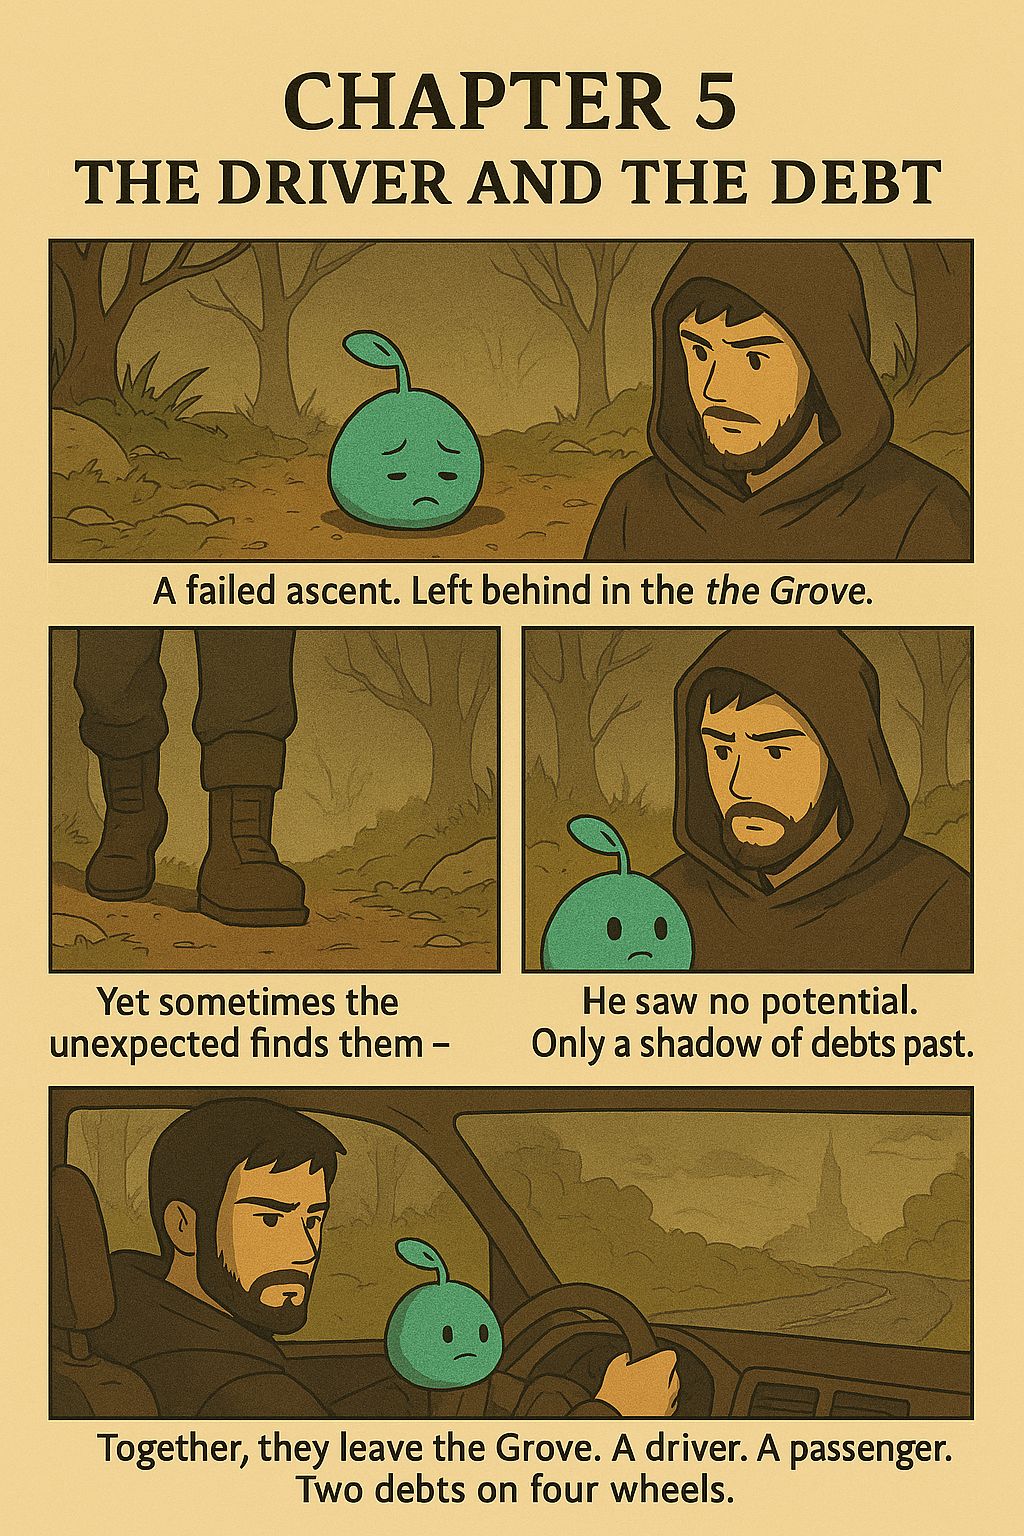 CHAPTER 5
THE DRIVER AND THE DEBT
A failed ascent. Left behind in the the Grove.
Yet sometimes the
unexpected finds them –
He saw no potential.
Only a shadow of debts past.
Together, they leave the Grove. A driver. A passenger.
Two debts on four wheels.